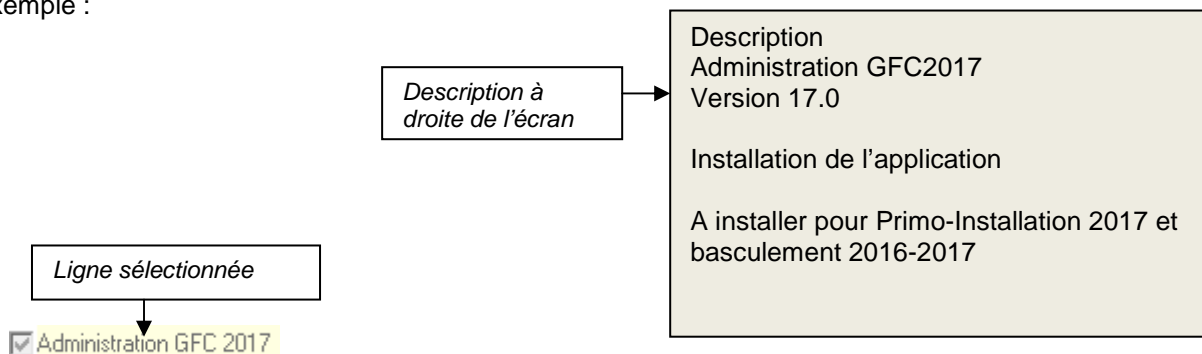 xemple :
Description à
droite de l'écran
Description
Administration GFC2017
Version 17.0
Installation de l'application
A installer pour Primo-Installation 2017 et
basculement 2016-2017
Ligne sélectionnée
Administration GFC 2017